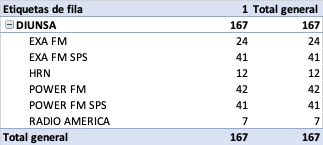 Etiquetas de fila 1 Total general
DIUNSA 167 167
EXA FM 24 24
EXA FM SPS 41 41
HRN 12 12
POWER FM 42 42
POWER FM SPS 41 41
RADIO AMERICA 7 7
Total general 167 167